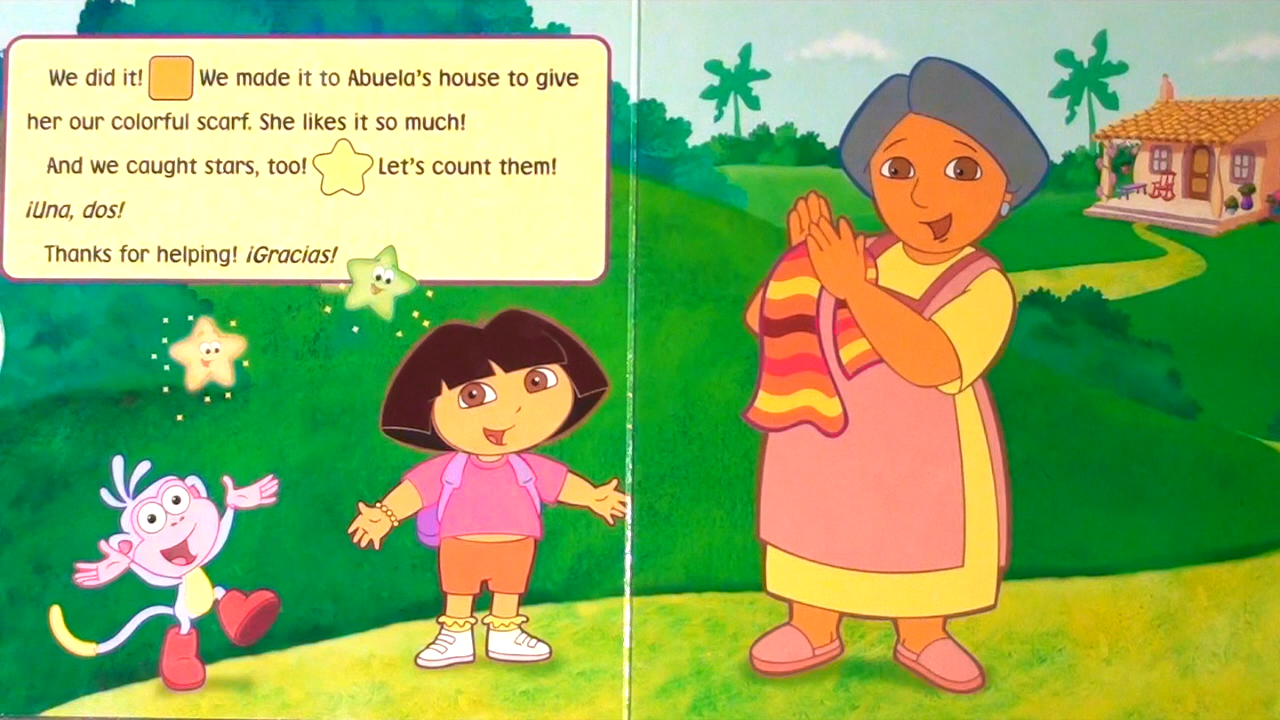 We did it! We made it to Abuela's house to give
her our colorful scarf. She likes it so much!
And we caught stars, too! Let's count them!
¡Una, dos!
Thanks for helping! ¡Gracias!